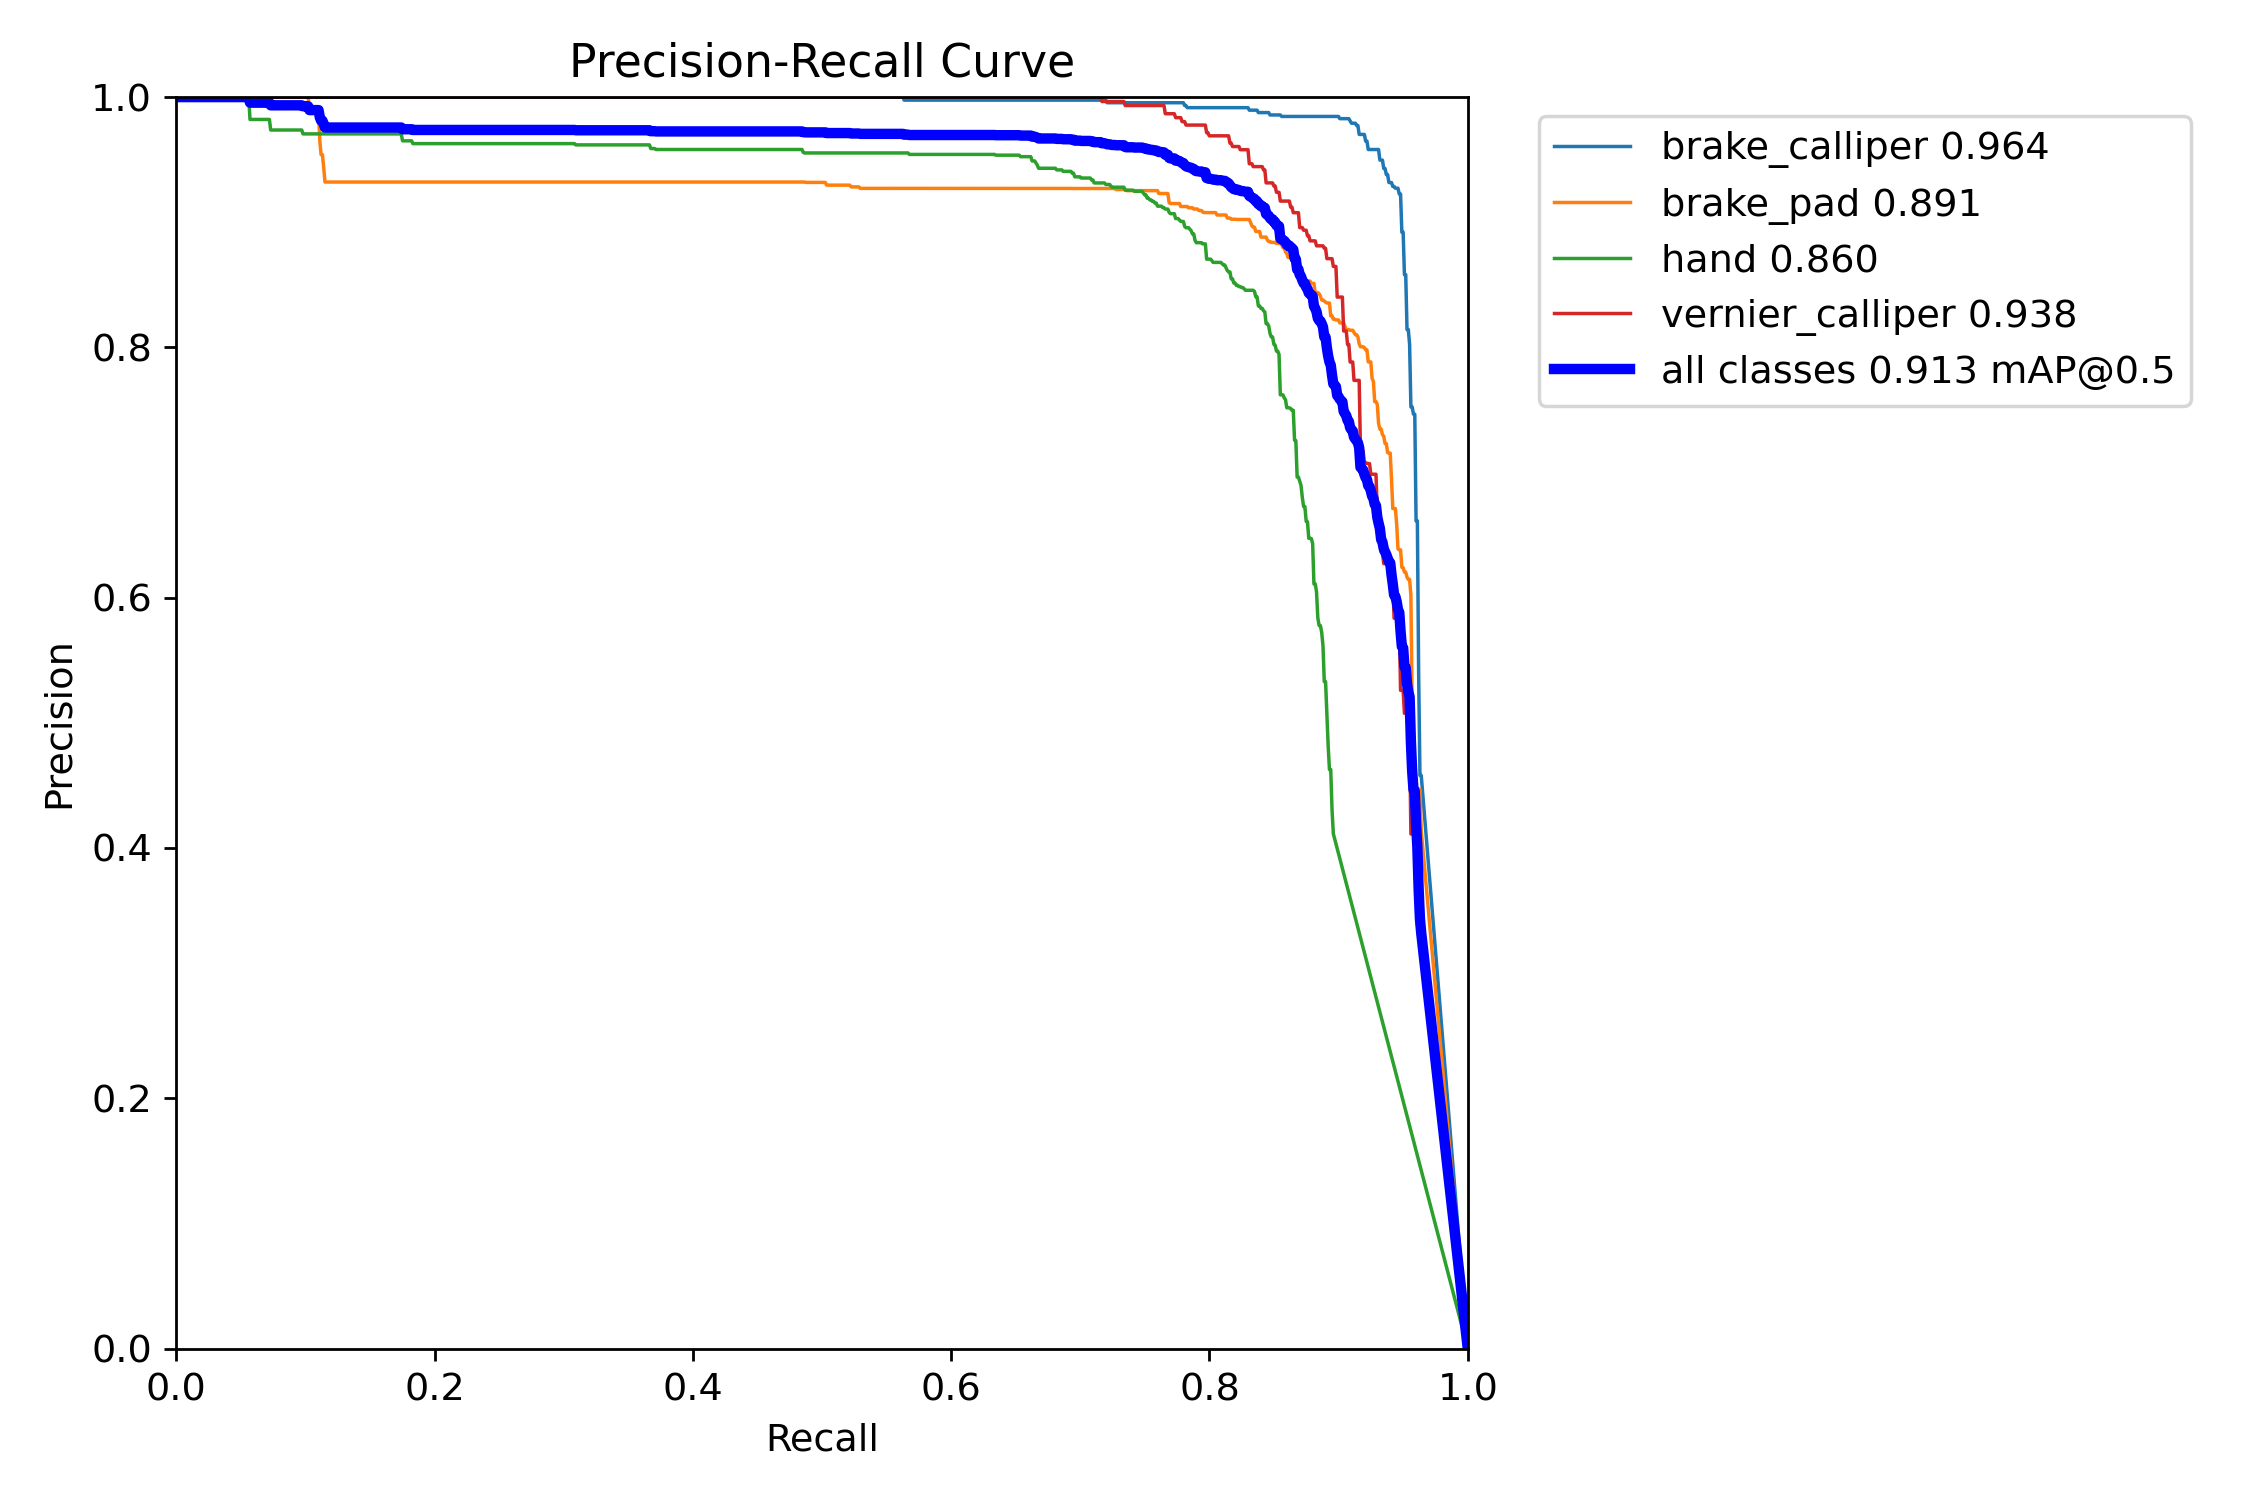 Precision-Recall Curve
1.0
0.8
0.6
0.4
0.2
0.0
Precision
0.0 0.2 0.4 0.6 0.8 1.0
Recall
brake_calliper 0.964
brake_pad 0.891
hand 0.860
vernier_calliper 0.938
all classes 0.913 mAP@0.5